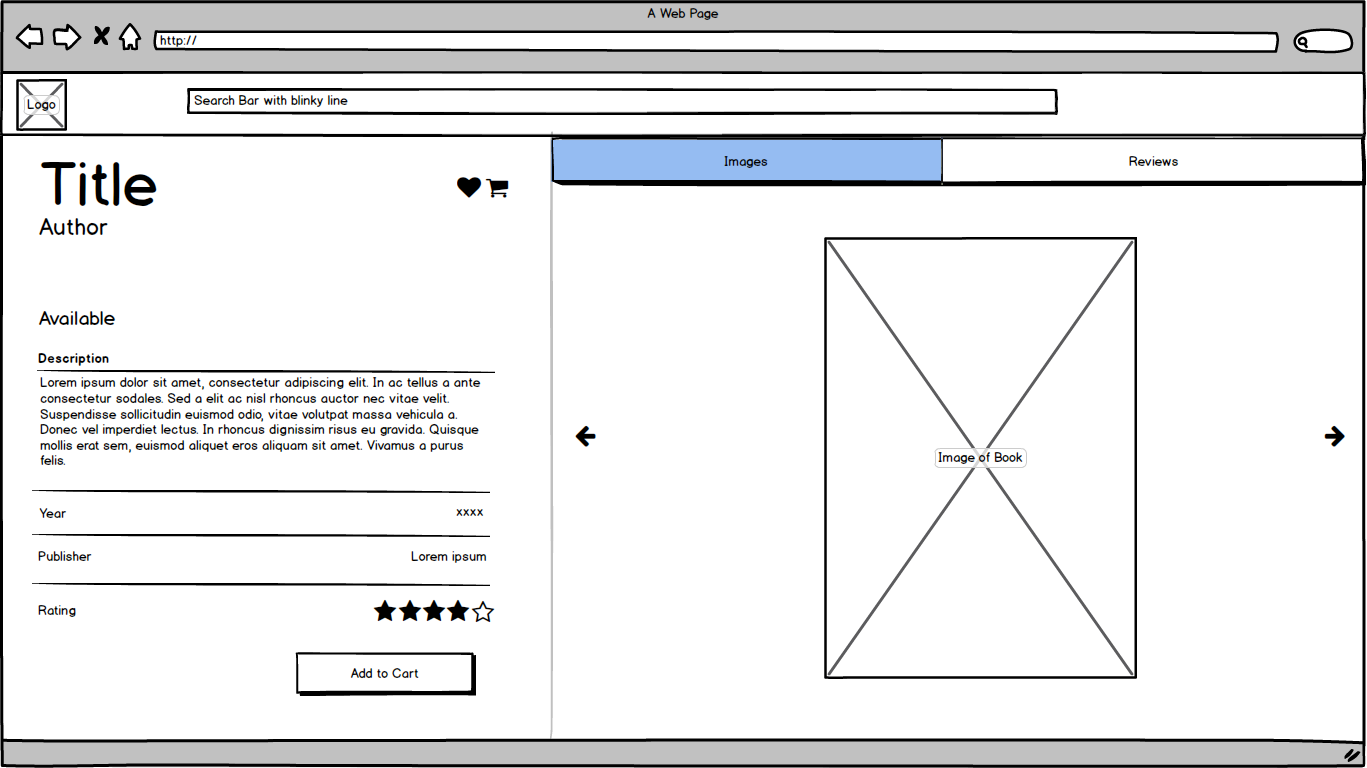 A Web Page
http://
Logo
Search Bar with blinky line
Title
Author
Available
Description
Lorem ipsum dolor sit amet, consectetur adipiscing elit. In ac tellus a ante
consectetur sodales. Sed a elit ac nisl rhoncus auctor nec vitae velit.
Suspendisse sollicitudin euismod odio, vitae volutpat massa vehicula a.
Donec vel imperdiet lectus. In rhoncus dignissim risus eu gravida. Quisque
mollis erat sem, euismod aliquet eros aliquam sit amet. Vivamus a purus
felis.
Year xxxx
Publisher Lorem ipsum
Rating
Add to Cart
Images Reviews
Image of Book